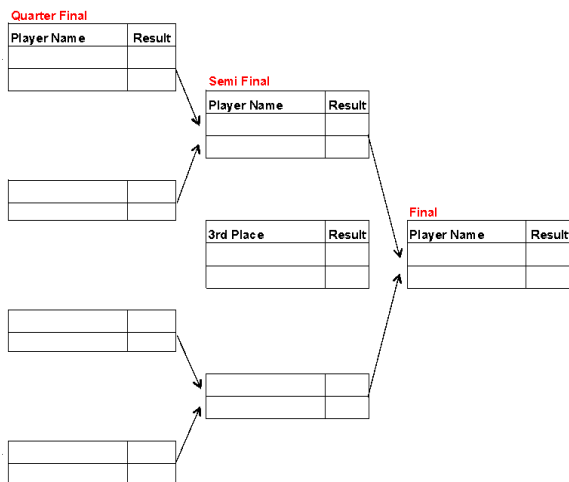 Quarter Final
Player Name Result
Semi Final
Player Name Result
Final
3rd Place Result
Player Name Result